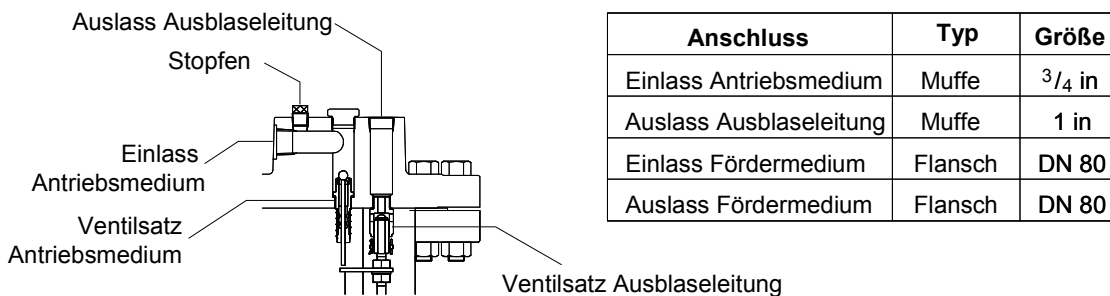 Auslass Ausblaseleitung
Stopfen
Einlass
Antriebsmedium
Ventilsatz
Antriebsmedium
Ventilsatz Ausblaseleitung
Anschluss Typ Größe
Einlass Antriebsmedium Muffe 3/4 in
Auslass Ausblaseleitung Muffe 1 in
Einlass Fördermedium Flansch DN 80
Auslass Fördermedium Flansch DN 80